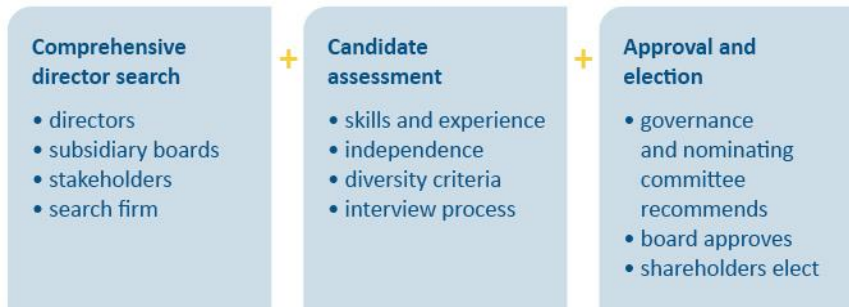 Comprehensive
director search
• directors
• subsidiary boards
• stakeholders
• search firm
+
Candidate
assessment
• skills and experience
• independence
• diversity criteria
• interview process
+
Approval and
election
• governance
and nominating
committee
recommends
• board approves
• shareholders elect